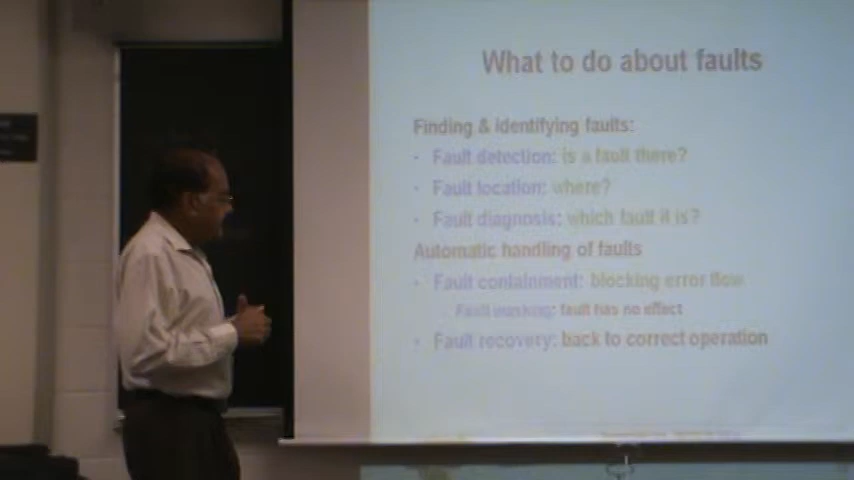 What to do about faults
Finding & identifying faults:
· Fault detection: is a fault there?
· Fault location: where?
· Fault diagnosis: which fault it is?
Automatic handling of faults
· Fault containment: blocking error flow
Fault masking: fault has no effect
· Fault recovery: back to correct operation